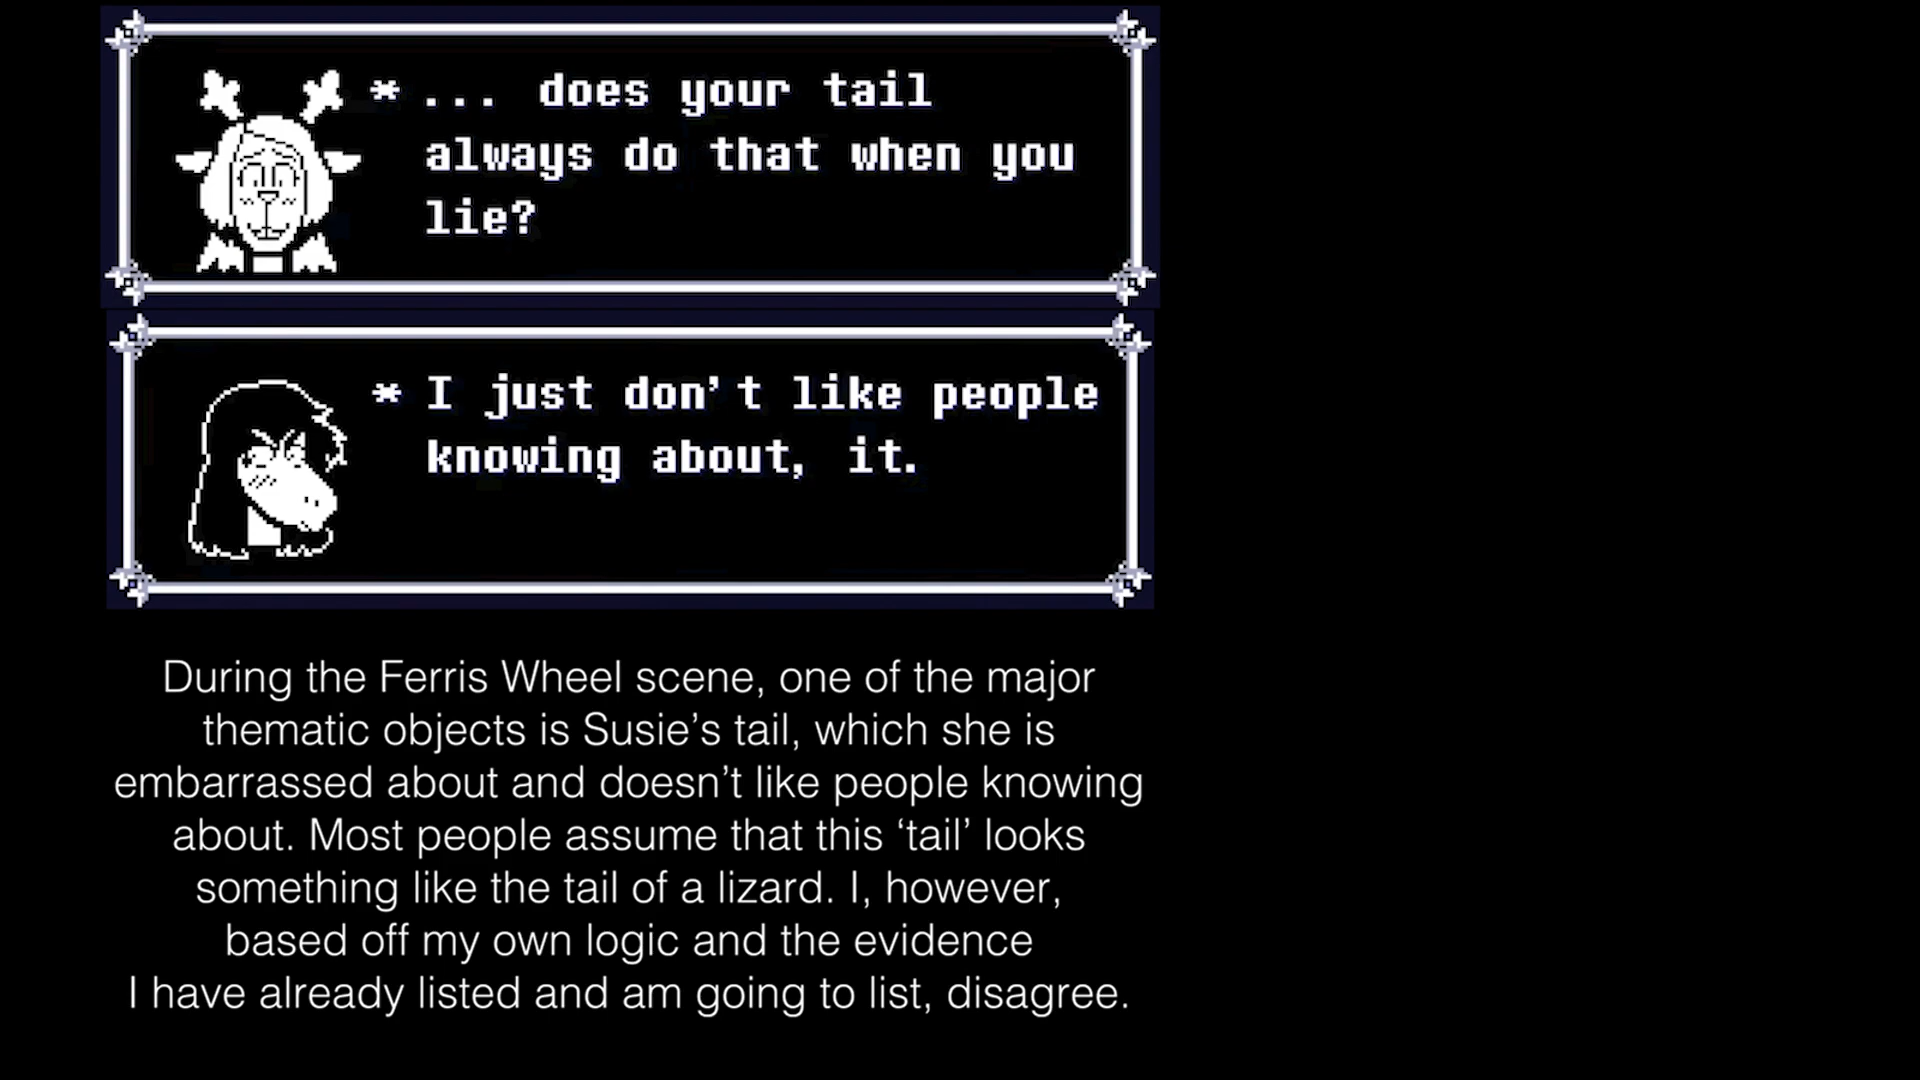 * ... does your tail
always do that when you
lie?
* I just don't like people
knowing about, it.
During the Ferris Wheel scene, one of the major
thematic objects is Susie’s tail, which she is
embarrassed about and doesn’t like people knowing
about. Most people assume that this ‘tail’ looks
something like the tail of a lizard. I, however,
based off my own logic and the evidence
I have already listed and am going to list, disagree.